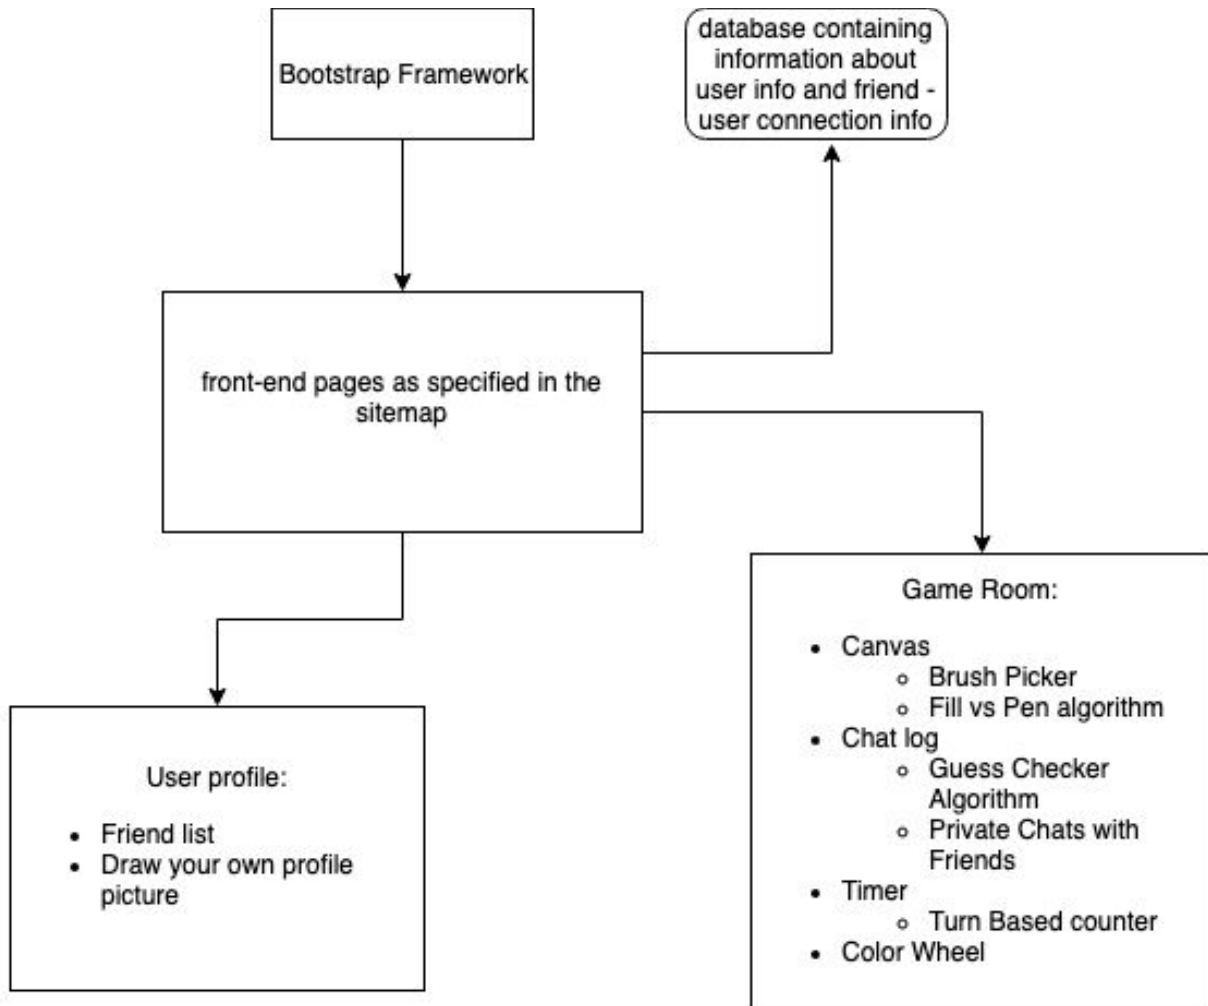 Bootstrap Framework
database containing
information about
user info and friend -
user connection info
front-end pages as specified in the
sitemap
User profile:
• Friend list
• Draw your own profile
picture
Game Room:
• Canvas
○ Brush Picker
○ Fill vs Pen algorithm
• Chat log
○ Guess Checker
Algorithm
○ Private Chats with
Friends
• Timer
○ Turn Based counter
• Color Wheel